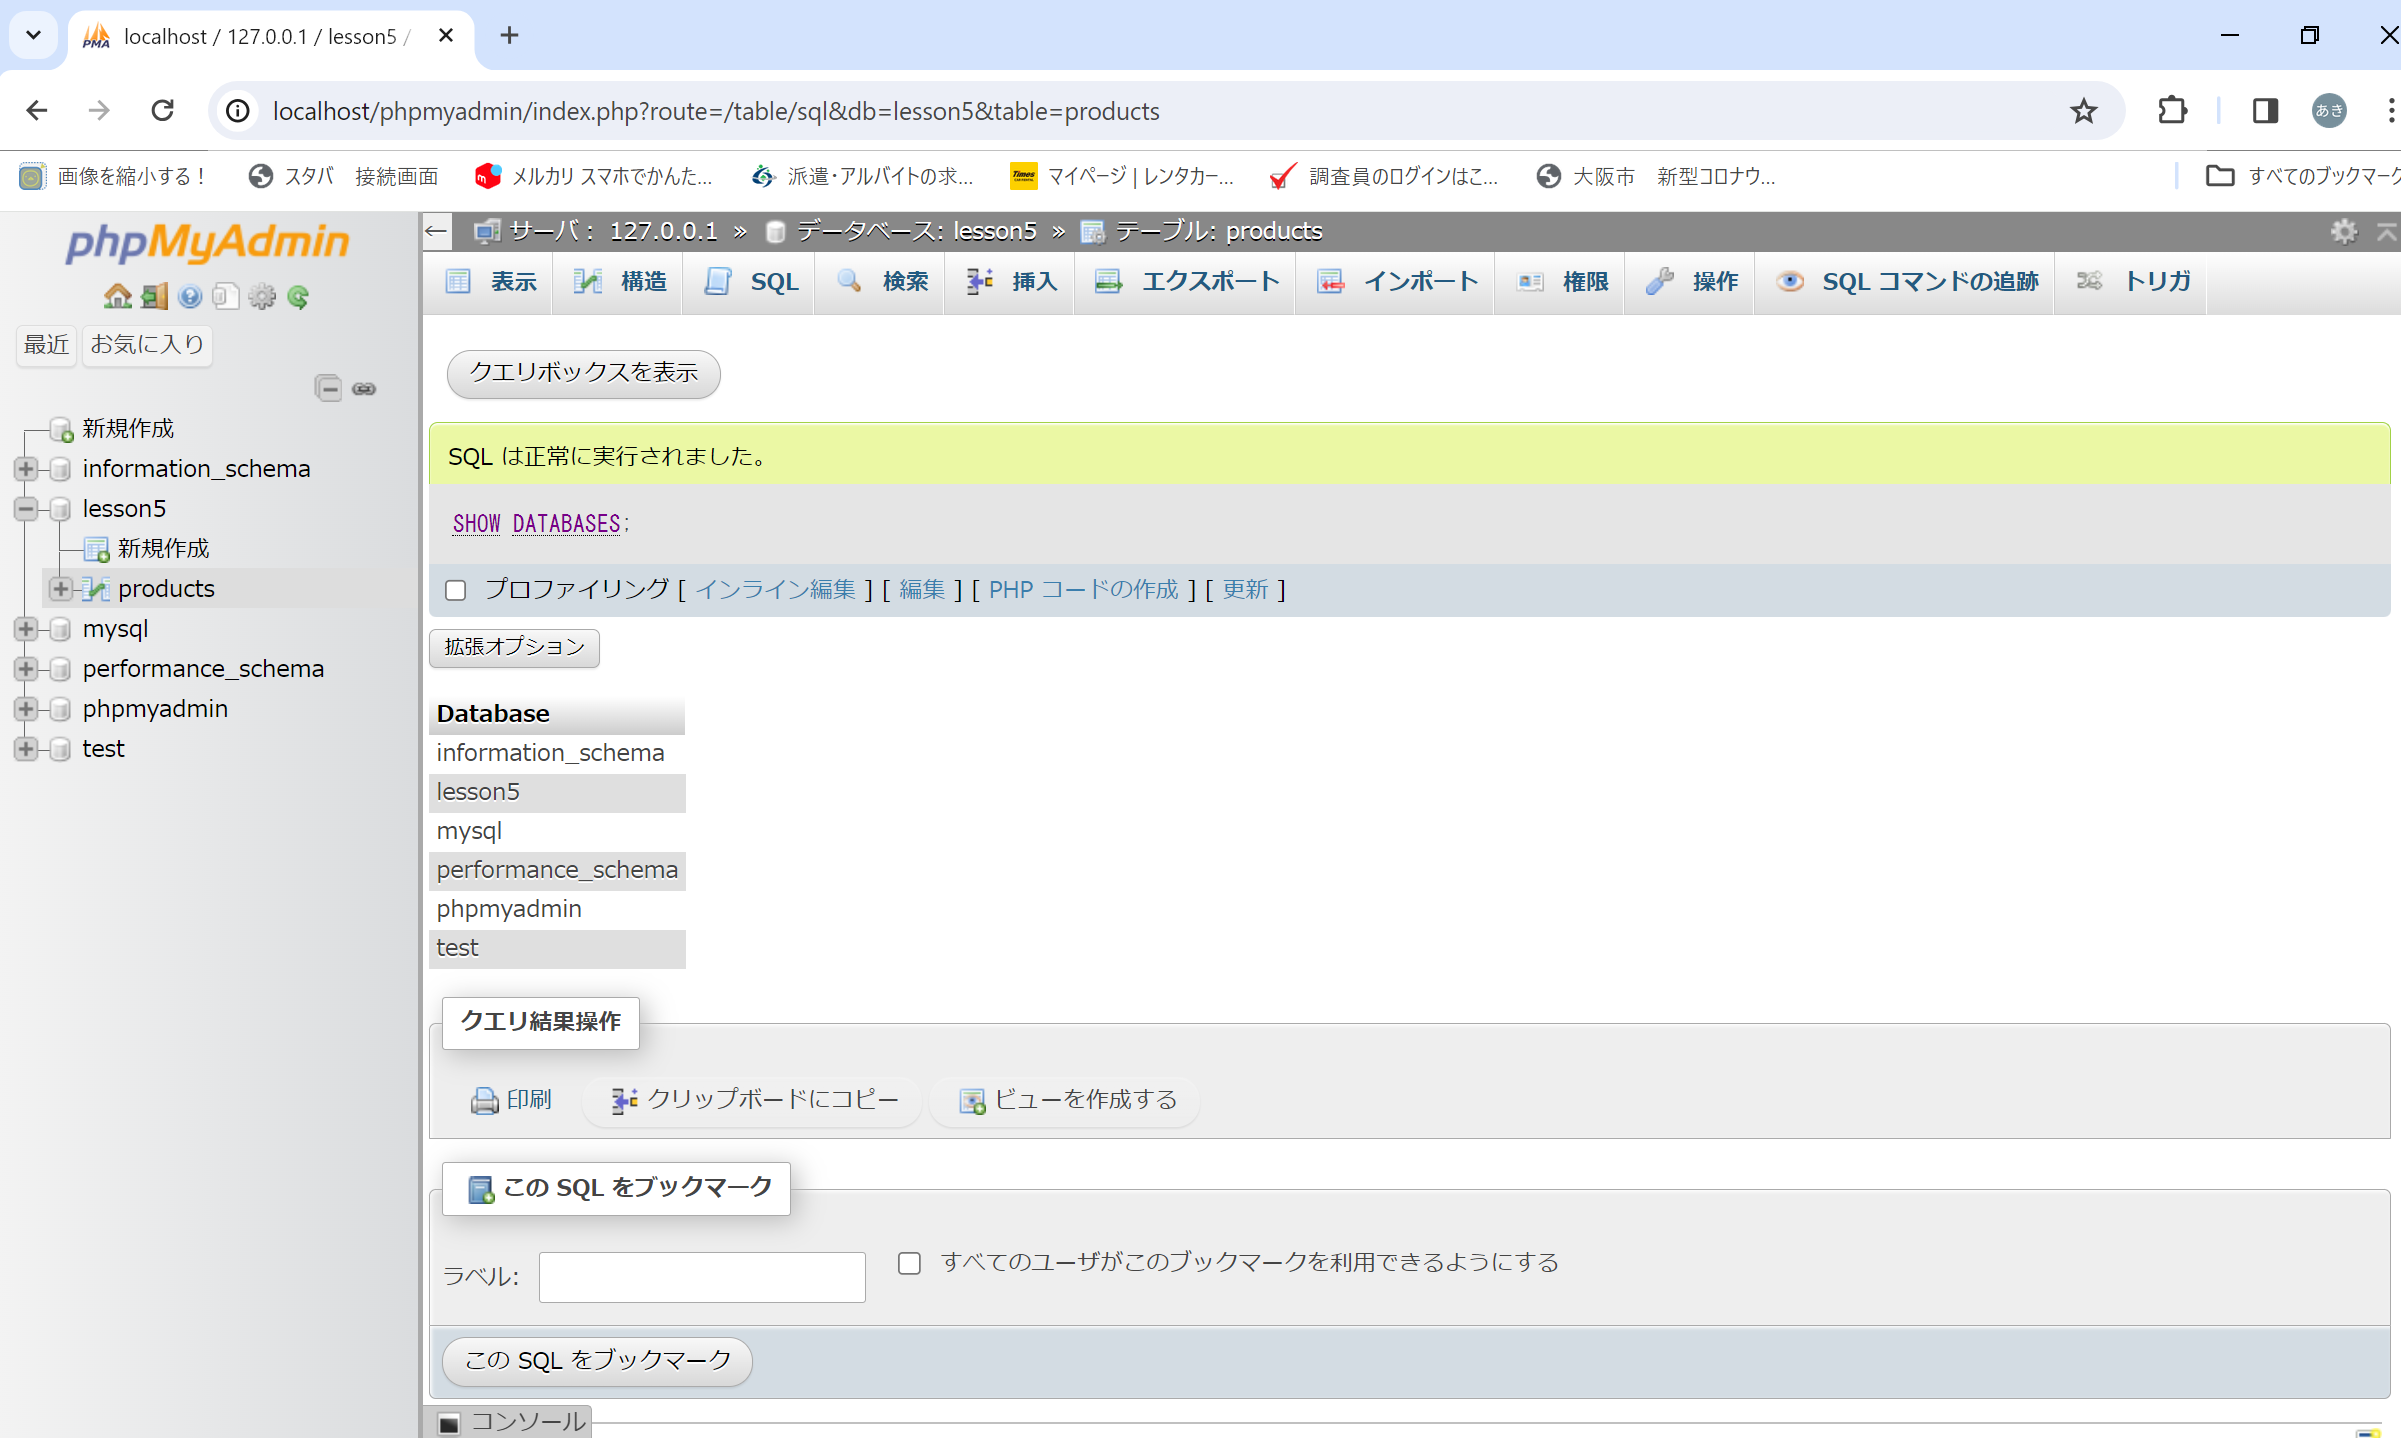 localhost / 127.0.0.1 / lesson5 /
localhost/phpmyadmin/index.php?route=/table/sql&db=lesson5&table=products
あき
画像を縮小する！
スタバ　接続画面
メルカリ スマホでかんた...
派遣・アルバイトの求...
マイページ | レンタカー...
調査員のログインはこ...
大阪市　新型コロナウ...
すべてのブックマーク
phpMyAdmin
最近
お気に入り
新規作成
information_schema
lesson5
新規作成
products
mysql
performance_schema
phpmyadmin
test
サーバ： 127.0.0.1 » データベース: lesson5 » テーブル: products
表示
構造
SQL
検索
挿入
エクスポート
インポート
権限
操作
SQL コマンドの追跡
トリガ
クエリボックスを表示
SQL は正常に実行されました。
SHOW DATABASES;
プロファイリング [ インライン編集 ] [ 編集 ] [ PHP コードの作成 ] [ 更新 ]
拡張オプション
Database
information_schema
lesson5
mysql
performance_schema
phpmyadmin
test
クエリ結果操作
印刷
クリップボードにコピー
ビューを作成する
この SQL をブックマーク
ラベル:
すべてのユーザがこのブックマークを利用できるようにする
この SQL をブックマーク
コンソール